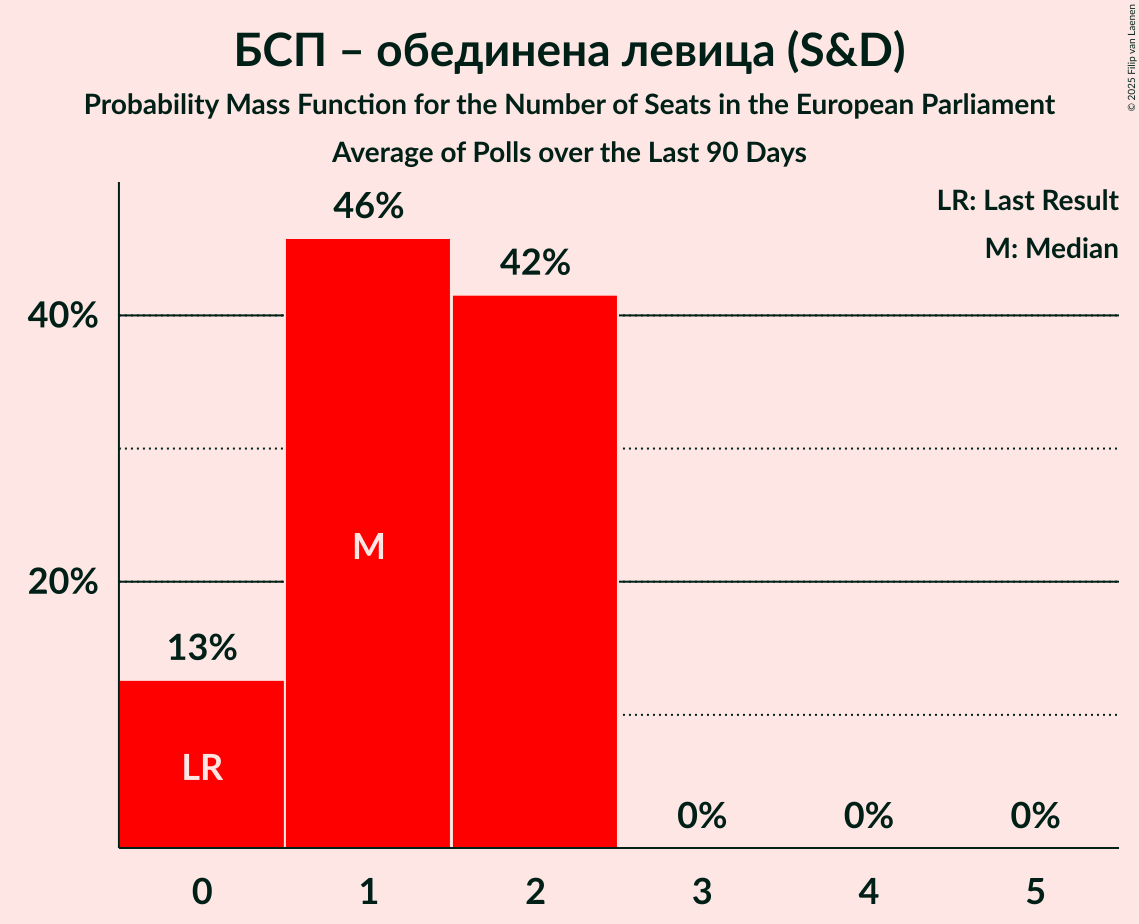 БСП – обединена левица (S&D)
Probability Mass Function for the Number of Seats in the European Parliament
Average of Polls over the Last 90 Days
© 2025 Filip van Laenen
LR: Last Result
M: Median
46%
42%
40%
M
20%
13%
LR
0%
0%
0%
0
1
2
3
4
5